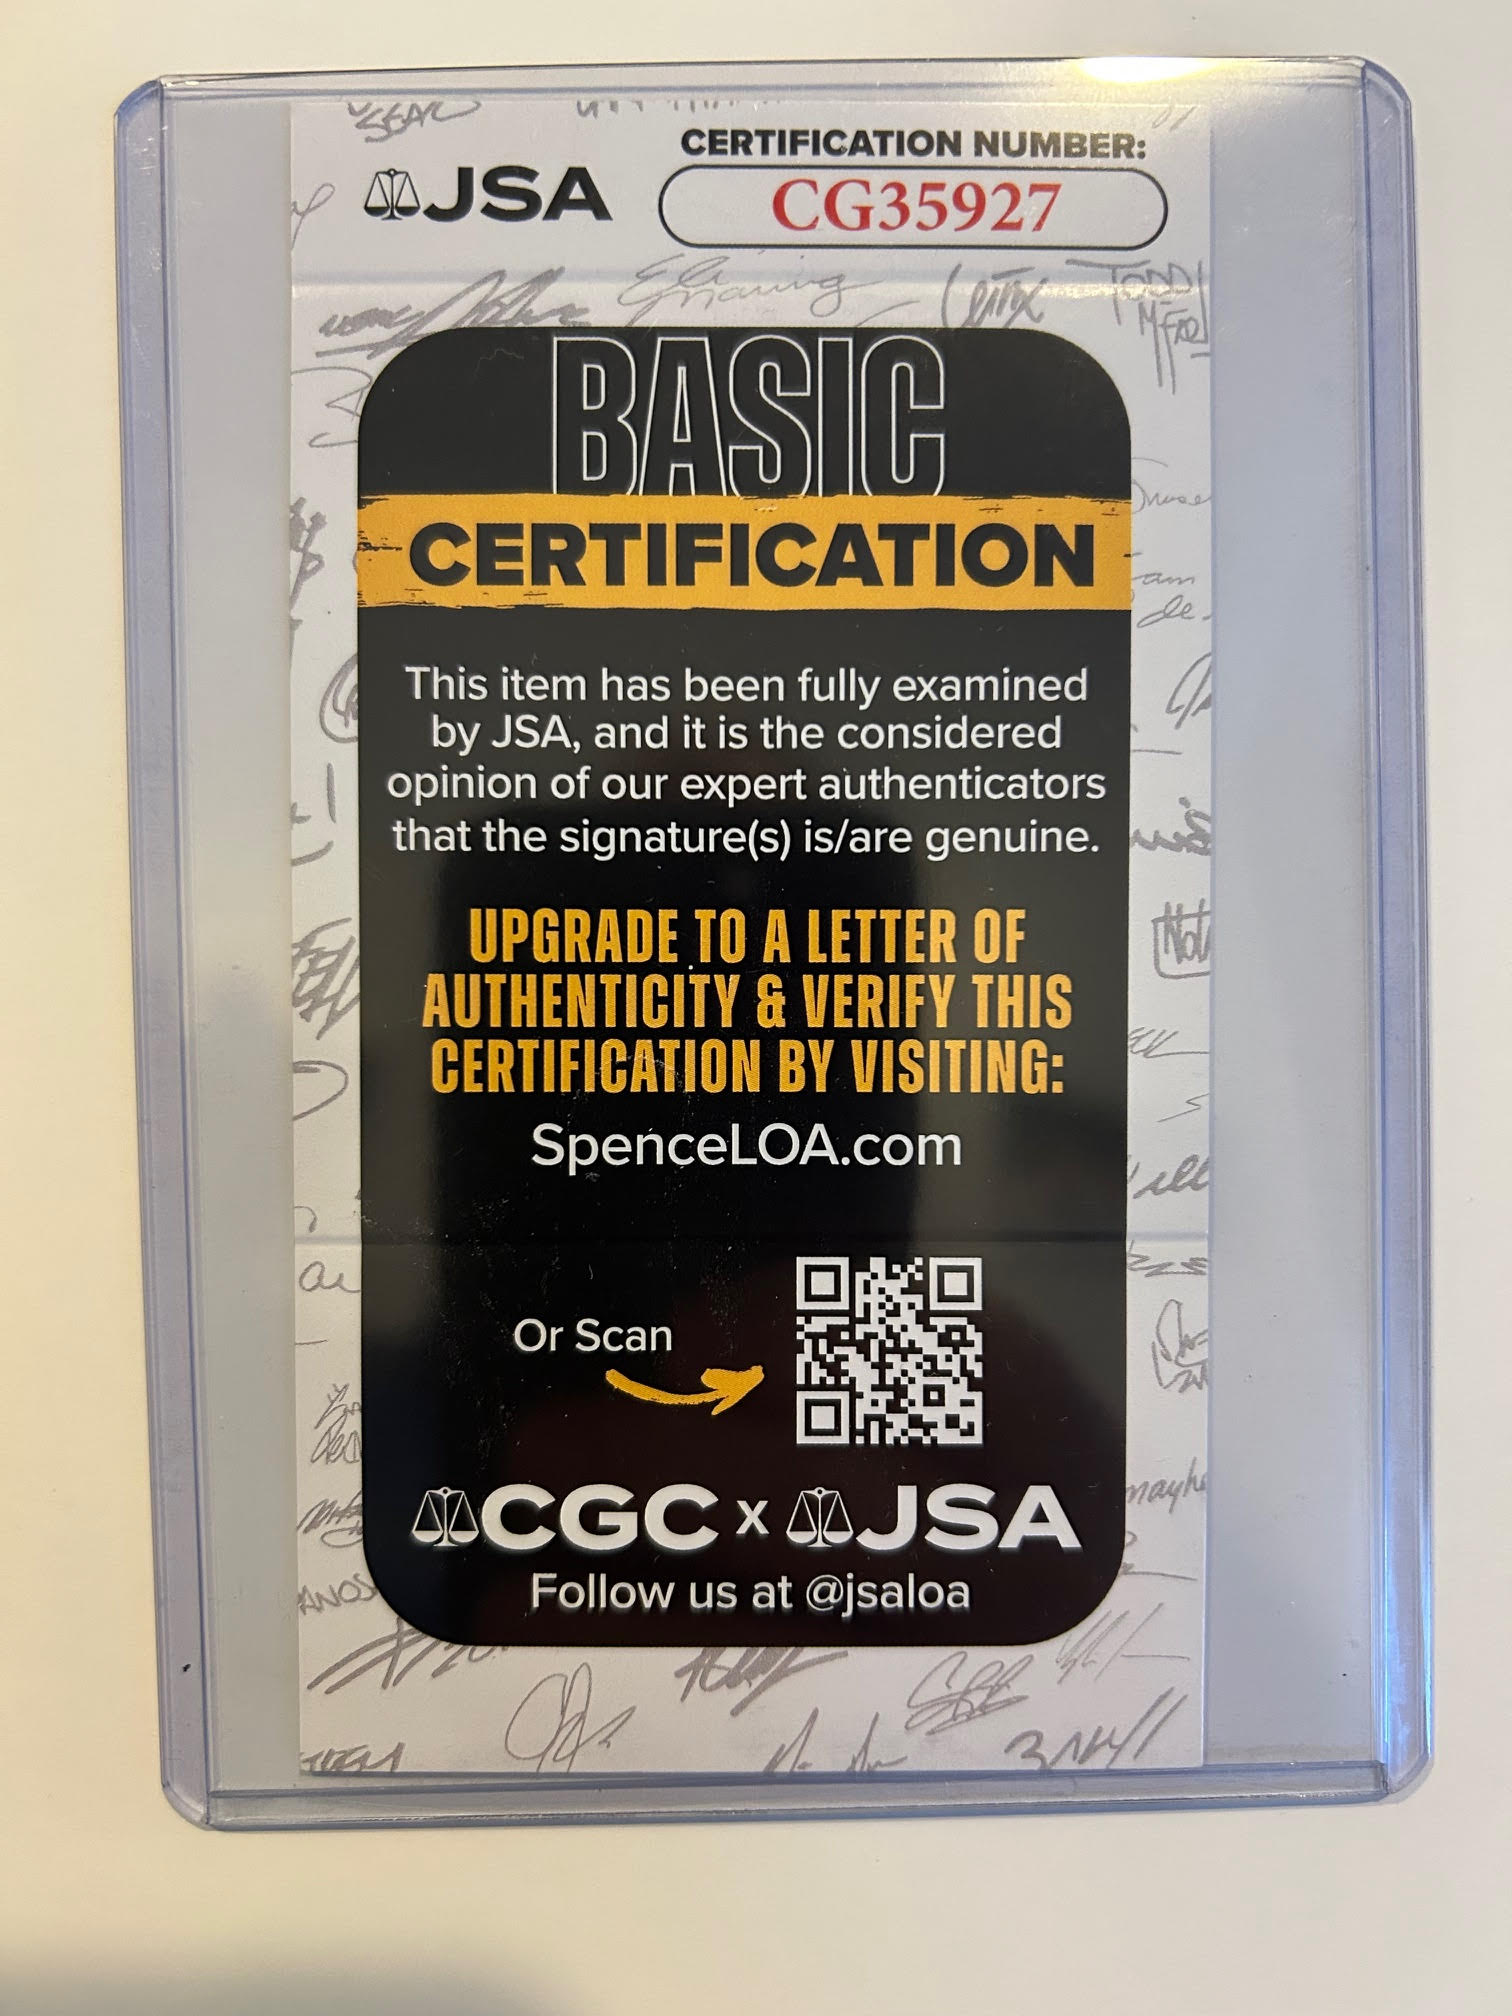 CERTIFICATION NUMBER:
JSA
CG35927
BASIC
CERTIFICATION
This item has been fully examined
by JSA, and it is the considered
opinion of our expert authenticators
that the signature(s) is/are genuine.
UPGRADE TO A LETTER OF
AUTHENTICITY & VERIFY THIS
CERTIFICATION BY VISITING:
SpenceLOA.com
Or Scan
CGC x JSA
Follow us at @jsaloa